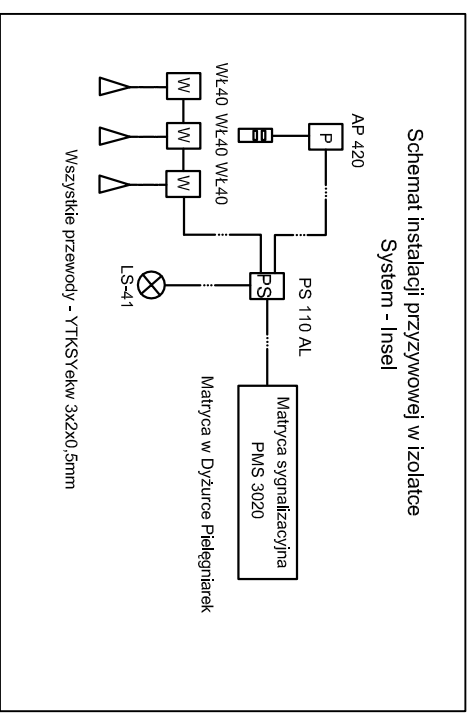 Schemat instalacji przyzywowej w izolatce
System - Insel
AP 420
P
PS 110 AL
PS
Matryca sygnalizacyjna
PMS 3020
Matryca w Dyżurce Pielęgniarek
WŁ40 WŁ40 WŁ40
W
W
W
LS-41
Wszystkie przewody - YTKSYekw 3x2x0,5mm